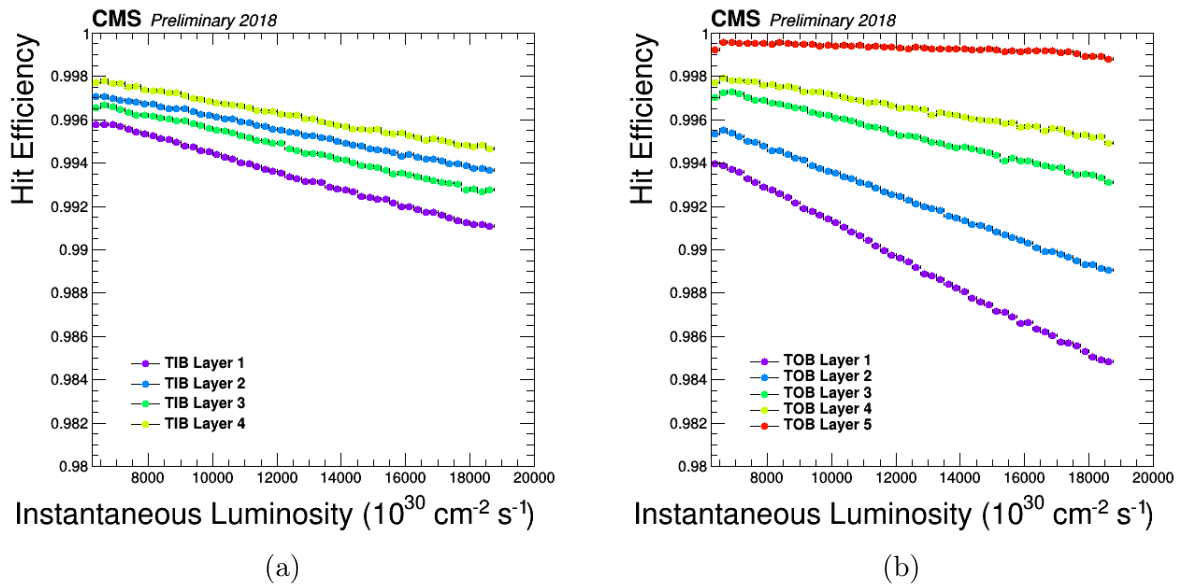 CMS Preliminary 2018
Hit Efficiency
1
0.998
0.996
0.994
0.992
0.99
0.988
0.986
0.984
0.982
0.98
TIB Layer 1
TIB Layer 2
TIB Layer 3
TIB Layer 4
8000 10000 12000 14000 16000 18000 20000
Instantaneous Luminosity (10³⁰ cm⁻² s⁻¹)
(a)
CMS Preliminary 2018
Hit Efficiency
1
0.998
0.996
0.994
0.992
0.99
0.988
0.986
0.984
0.982
0.98
TOB Layer 1
TOB Layer 2
TOB Layer 3
TOB Layer 4
TOB Layer 5
8000 10000 12000 14000 16000 18000 20000
Instantaneous Luminosity (10³⁰ cm⁻² s⁻¹)
(b)